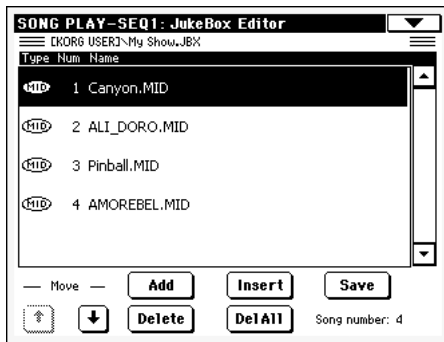 SONG PLAY-SEQ1: JukeBox Editor
[KORG USER]\My Show.JBX
Type Num Name
MID 1 Canyon.MID
MID 2 ALI_DORO.MID
MID 3 Pinball.MID
MID 4 AMOREBEL.MID
— Move — Add Insert Save
Delete DelAll Song number: 4